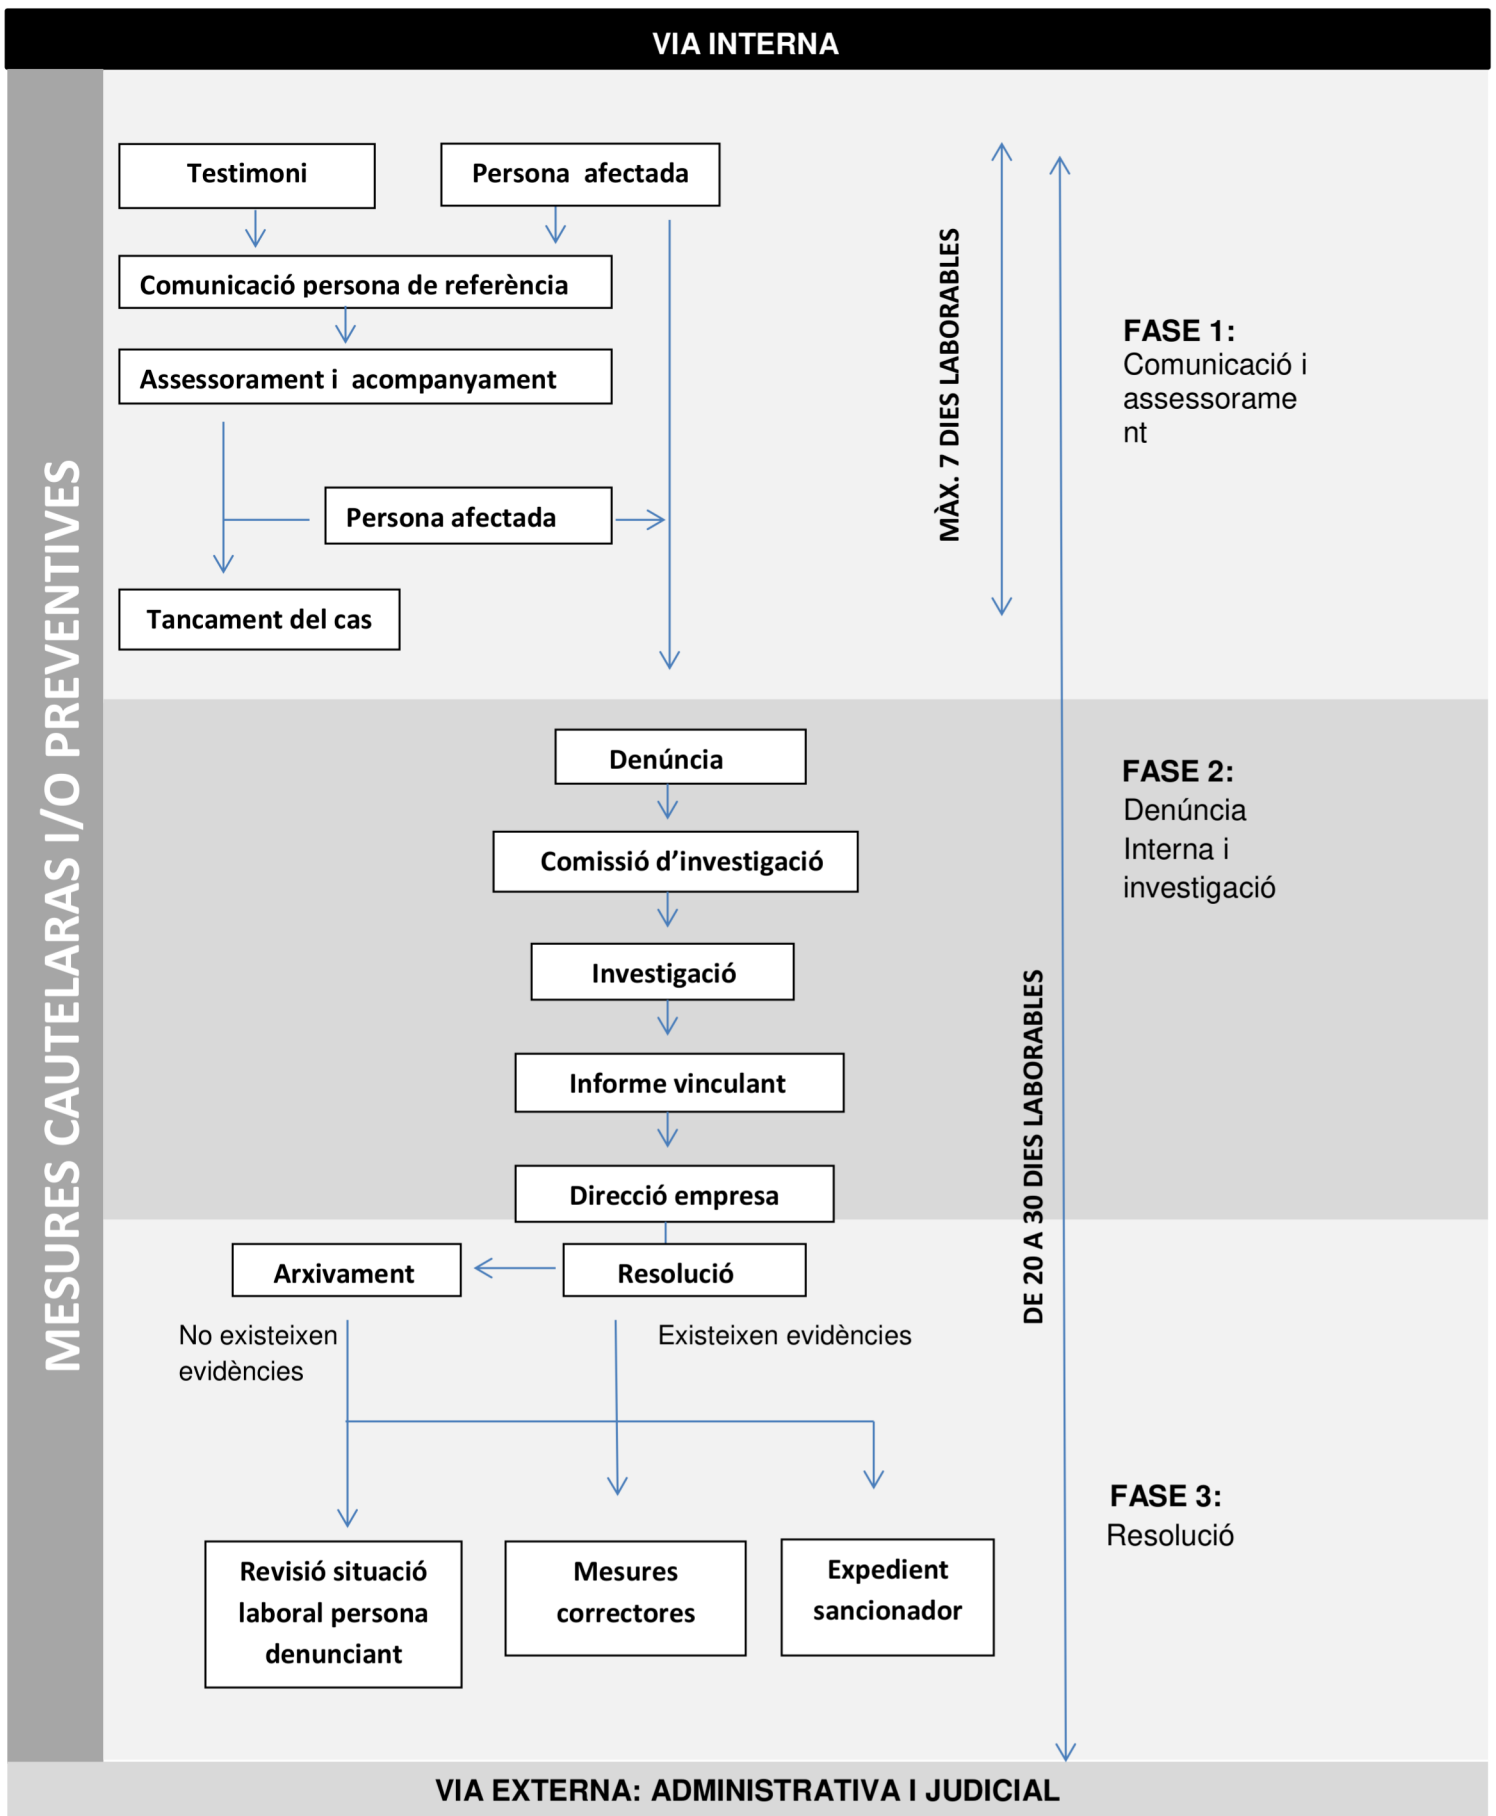 VIA INTERNA
MESURES CAUTELARAS I/O PREVENTIVES
Testimoni
Persona afectada
Comunicació persona de referència
Assessorament i acompanyament
Persona afectada
Tancament del cas
MÀX. 7 DIES LABORABLES
FASE 1:
Comunicació i
assessorame
nt
Denúncia
Comissió d’investigació
Investigació
Informe vinculant
Direcció empresa
FASE 2:
Denúncia
Interna i
investigació
DE 20 A 30 DIES LABORABLES
Arxivament
Resolució
No existeixen
evidències
Existeixen evidències
Revisió situació
laboral persona
denunciant
Mesures
correctores
Expedient
sancionador
FASE 3:
Resolució
VIA EXTERNA: ADMINISTRATIVA I JUDICIAL